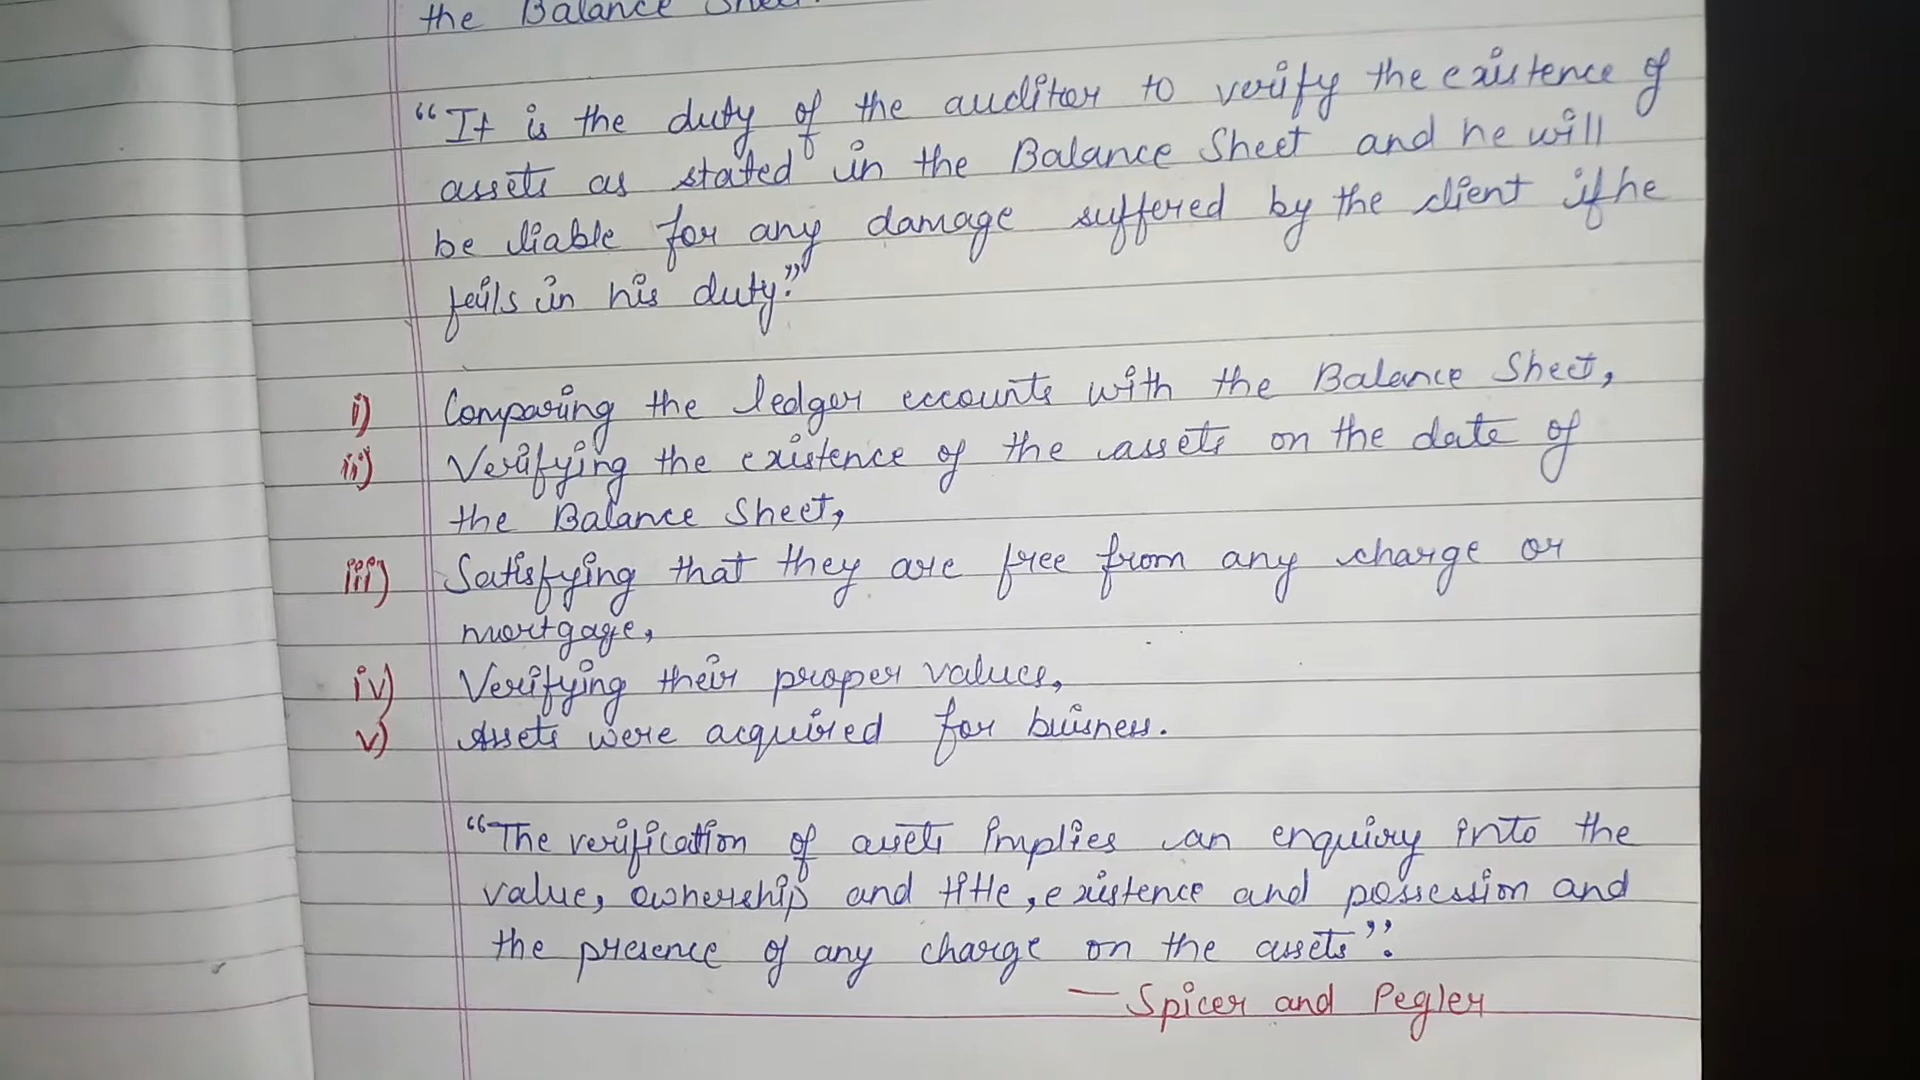 the Balance Sheet.
“It is the duty of the auditor to verify the existence of
assets as stated in the Balance Sheet and he will
be liable for any damage suffered by the client if he
fails in his duty.”
i) Comparing the ledger accounts with the Balance Sheet,
ii) Verifying the existence of the assets on the date of
the Balance Sheet,
iii) Satisfying that they are free from any charge or
mortgage,
iv) Verifying their proper values,
v) Assets were acquired for buisness.
“The verification of assets implies an enquiry into the
value, ownership and title, existence and possession and
the presence of any charge on the assets”.
— Spicer and Pegler